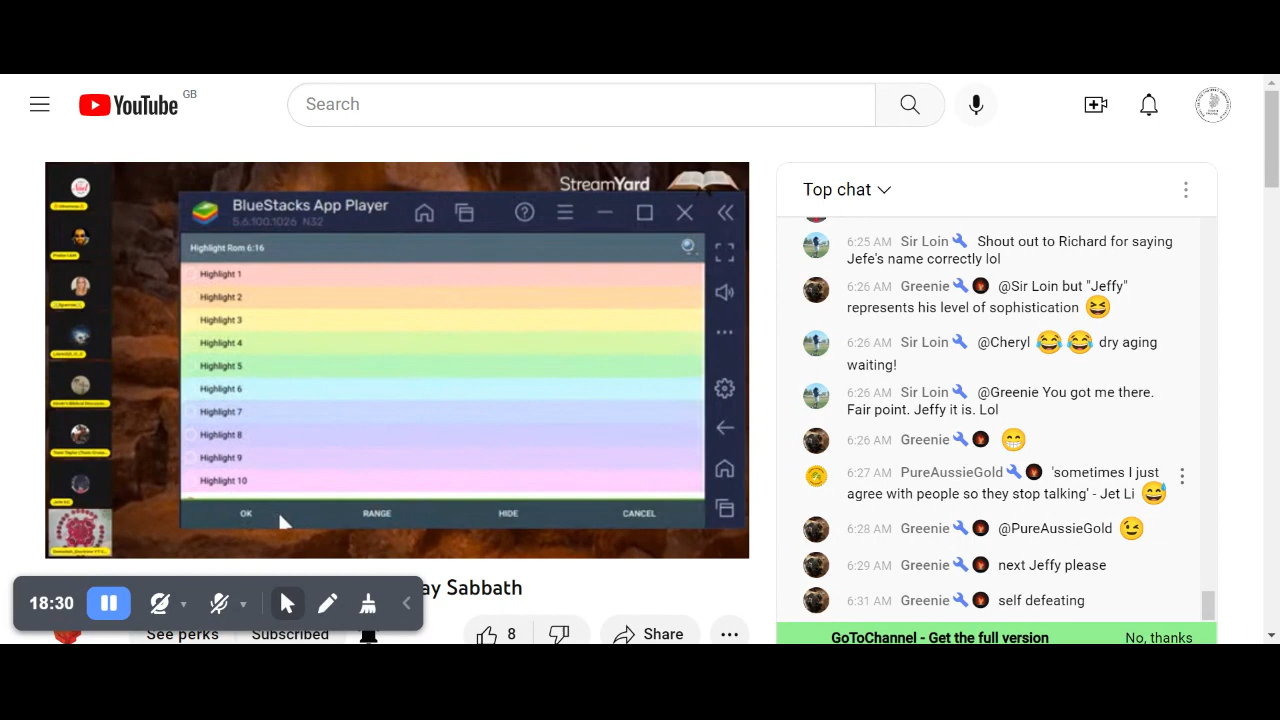 YouTube GB
Search
StreamYard
BlueStacks App Player
5.6.100.1026 N32
Highlight Rom 6:16
Highlight 1
Highlight 2
Highlight 3
Highlight 4
Highlight 5
Highlight 6
Highlight 7
Highlight 8
Highlight 9
Highlight 10
OK RANGE HIDE CANCEL
ay Sabbath
18:30
See perks Subscribed 8 Share
Top chat
6:25 AM Sir Loin Shout out to Richard for saying
Jefe's name correctly lol
6:26 AM Greenie @Sir Loin but "Jeffy"
represents his level of sophistication 😆
6:26 AM Sir Loin @Cheryl 😂 😂 dry aging
waiting!
6:26 AM Sir Loin @Greenie You got me there.
Fair point. Jeffy it is. Lol
6:26 AM Greenie 😁
6:27 AM PureAussieGold 'sometimes I just
agree with people so they stop talking' - Jet Li 😅
6:28 AM Greenie @PureAussieGold 😉
6:29 AM Greenie next Jeffy please
6:31 AM Greenie self defeating
GoToChannel - Get the full version No, thanks